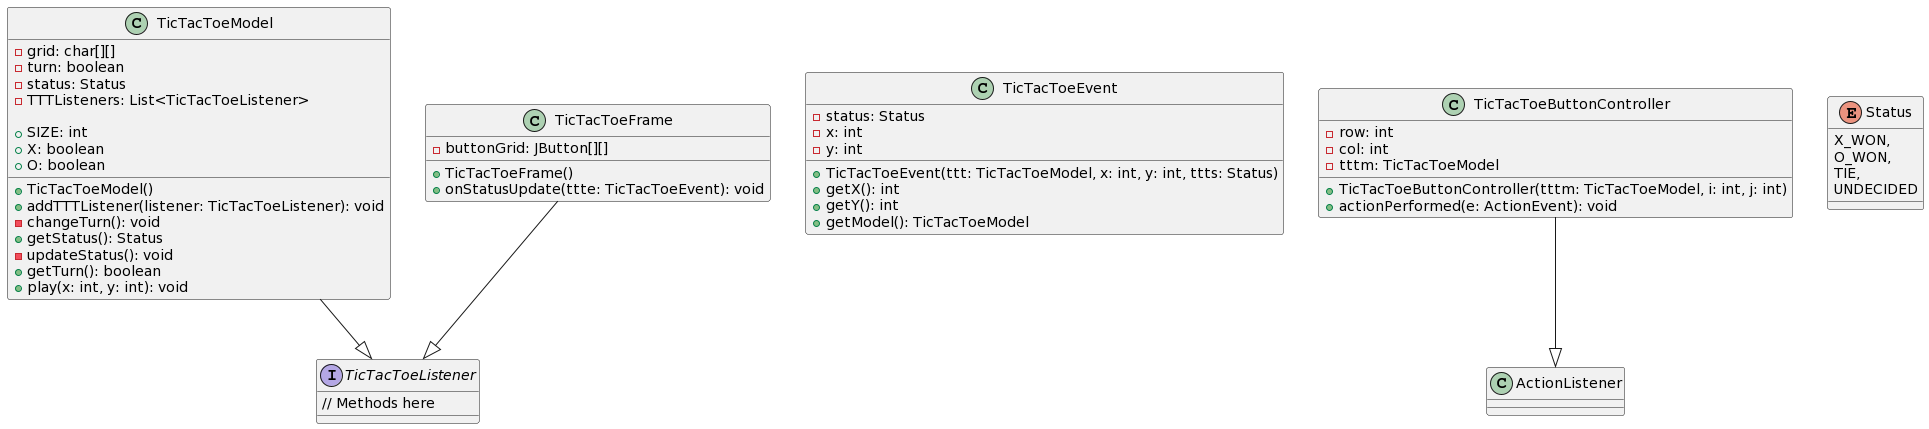 C TicTacToeModel
grid: char[][]
turn: boolean
status: Status
TTTListeners: List<TicTacToeListener>
SIZE: int
X: boolean
O: boolean
TicTacToeModel()
addTTTListener(listener: TicTacToeListener): void
changeTurn(): void
getStatus(): Status
updateStatus(): void
getTurn(): boolean
play(x: int, y: int): void
C TicTacToeFrame
buttonGrid: JButton[][]
TicTacToeFrame()
onStatusUpdate(ttte: TicTacToeEvent): void
C TicTacToeEvent
status: Status
x: int
y: int
TicTacToeEvent(ttt: TicTacToeModel, x: int, y: int, ttts: Status)
getX(): int
getY(): int
getModel(): TicTacToeModel
C TicTacToeButtonController
row: int
col: int
tttm: TicTacToeModel
TicTacToeButtonController(tttm: TicTacToeModel, i: int, j: int)
actionPerformed(e: ActionEvent): void
E Status
X_WON,
O_WON,
TIE,
UNDECIDED
I TicTacToeListener
// Methods here
C ActionListener